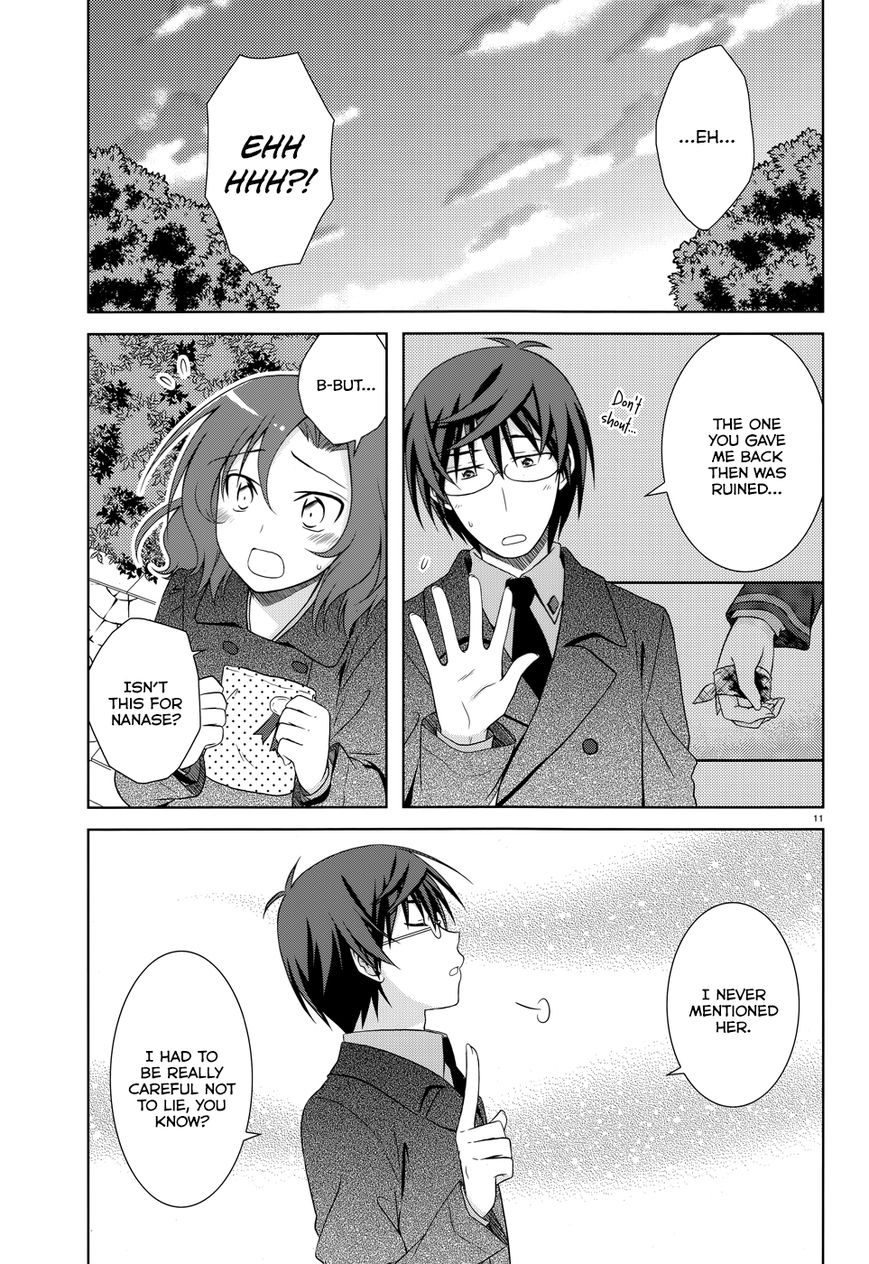 ...EH...
EHH
HHH?!
THE ONE
YOU GAVE
ME BACK
THEN WAS
RUINED...
Don't
shout...
B-BUT...
ISN'T
THIS FOR
NANASE?
11
I NEVER
MENTIONED
HER.
I HAD TO
BE REALLY
CAREFUL NOT
TO LIE, YOU
KNOW?